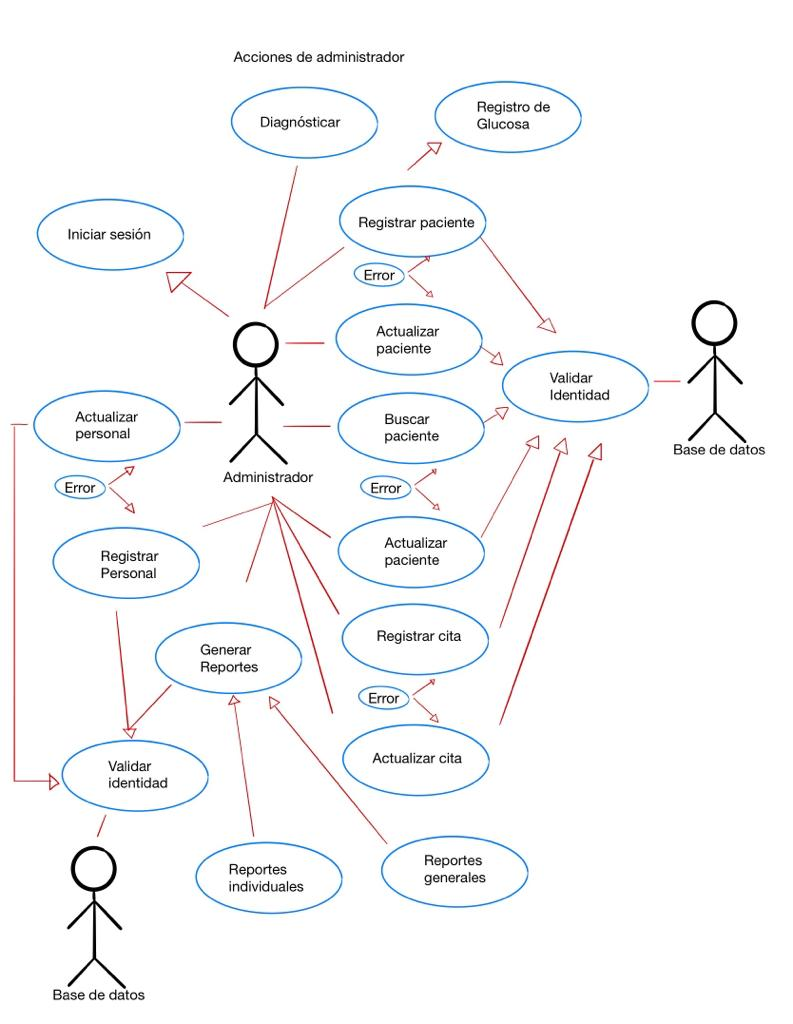 Acciones de administrador
Diagnósticar
Registro de
Glucosa
Iniciar sesión
Registrar paciente
Error
Actualizar
paciente
Validar
Identidad
Base de datos
Actualizar
personal
Buscar
paciente
Administrador
Error
Error
Registrar
Personal
Actualizar
paciente
Generar
Reportes
Registrar cita
Error
Actualizar cita
Validar
identidad
Reportes
individuales
Reportes
generales
Base de datos